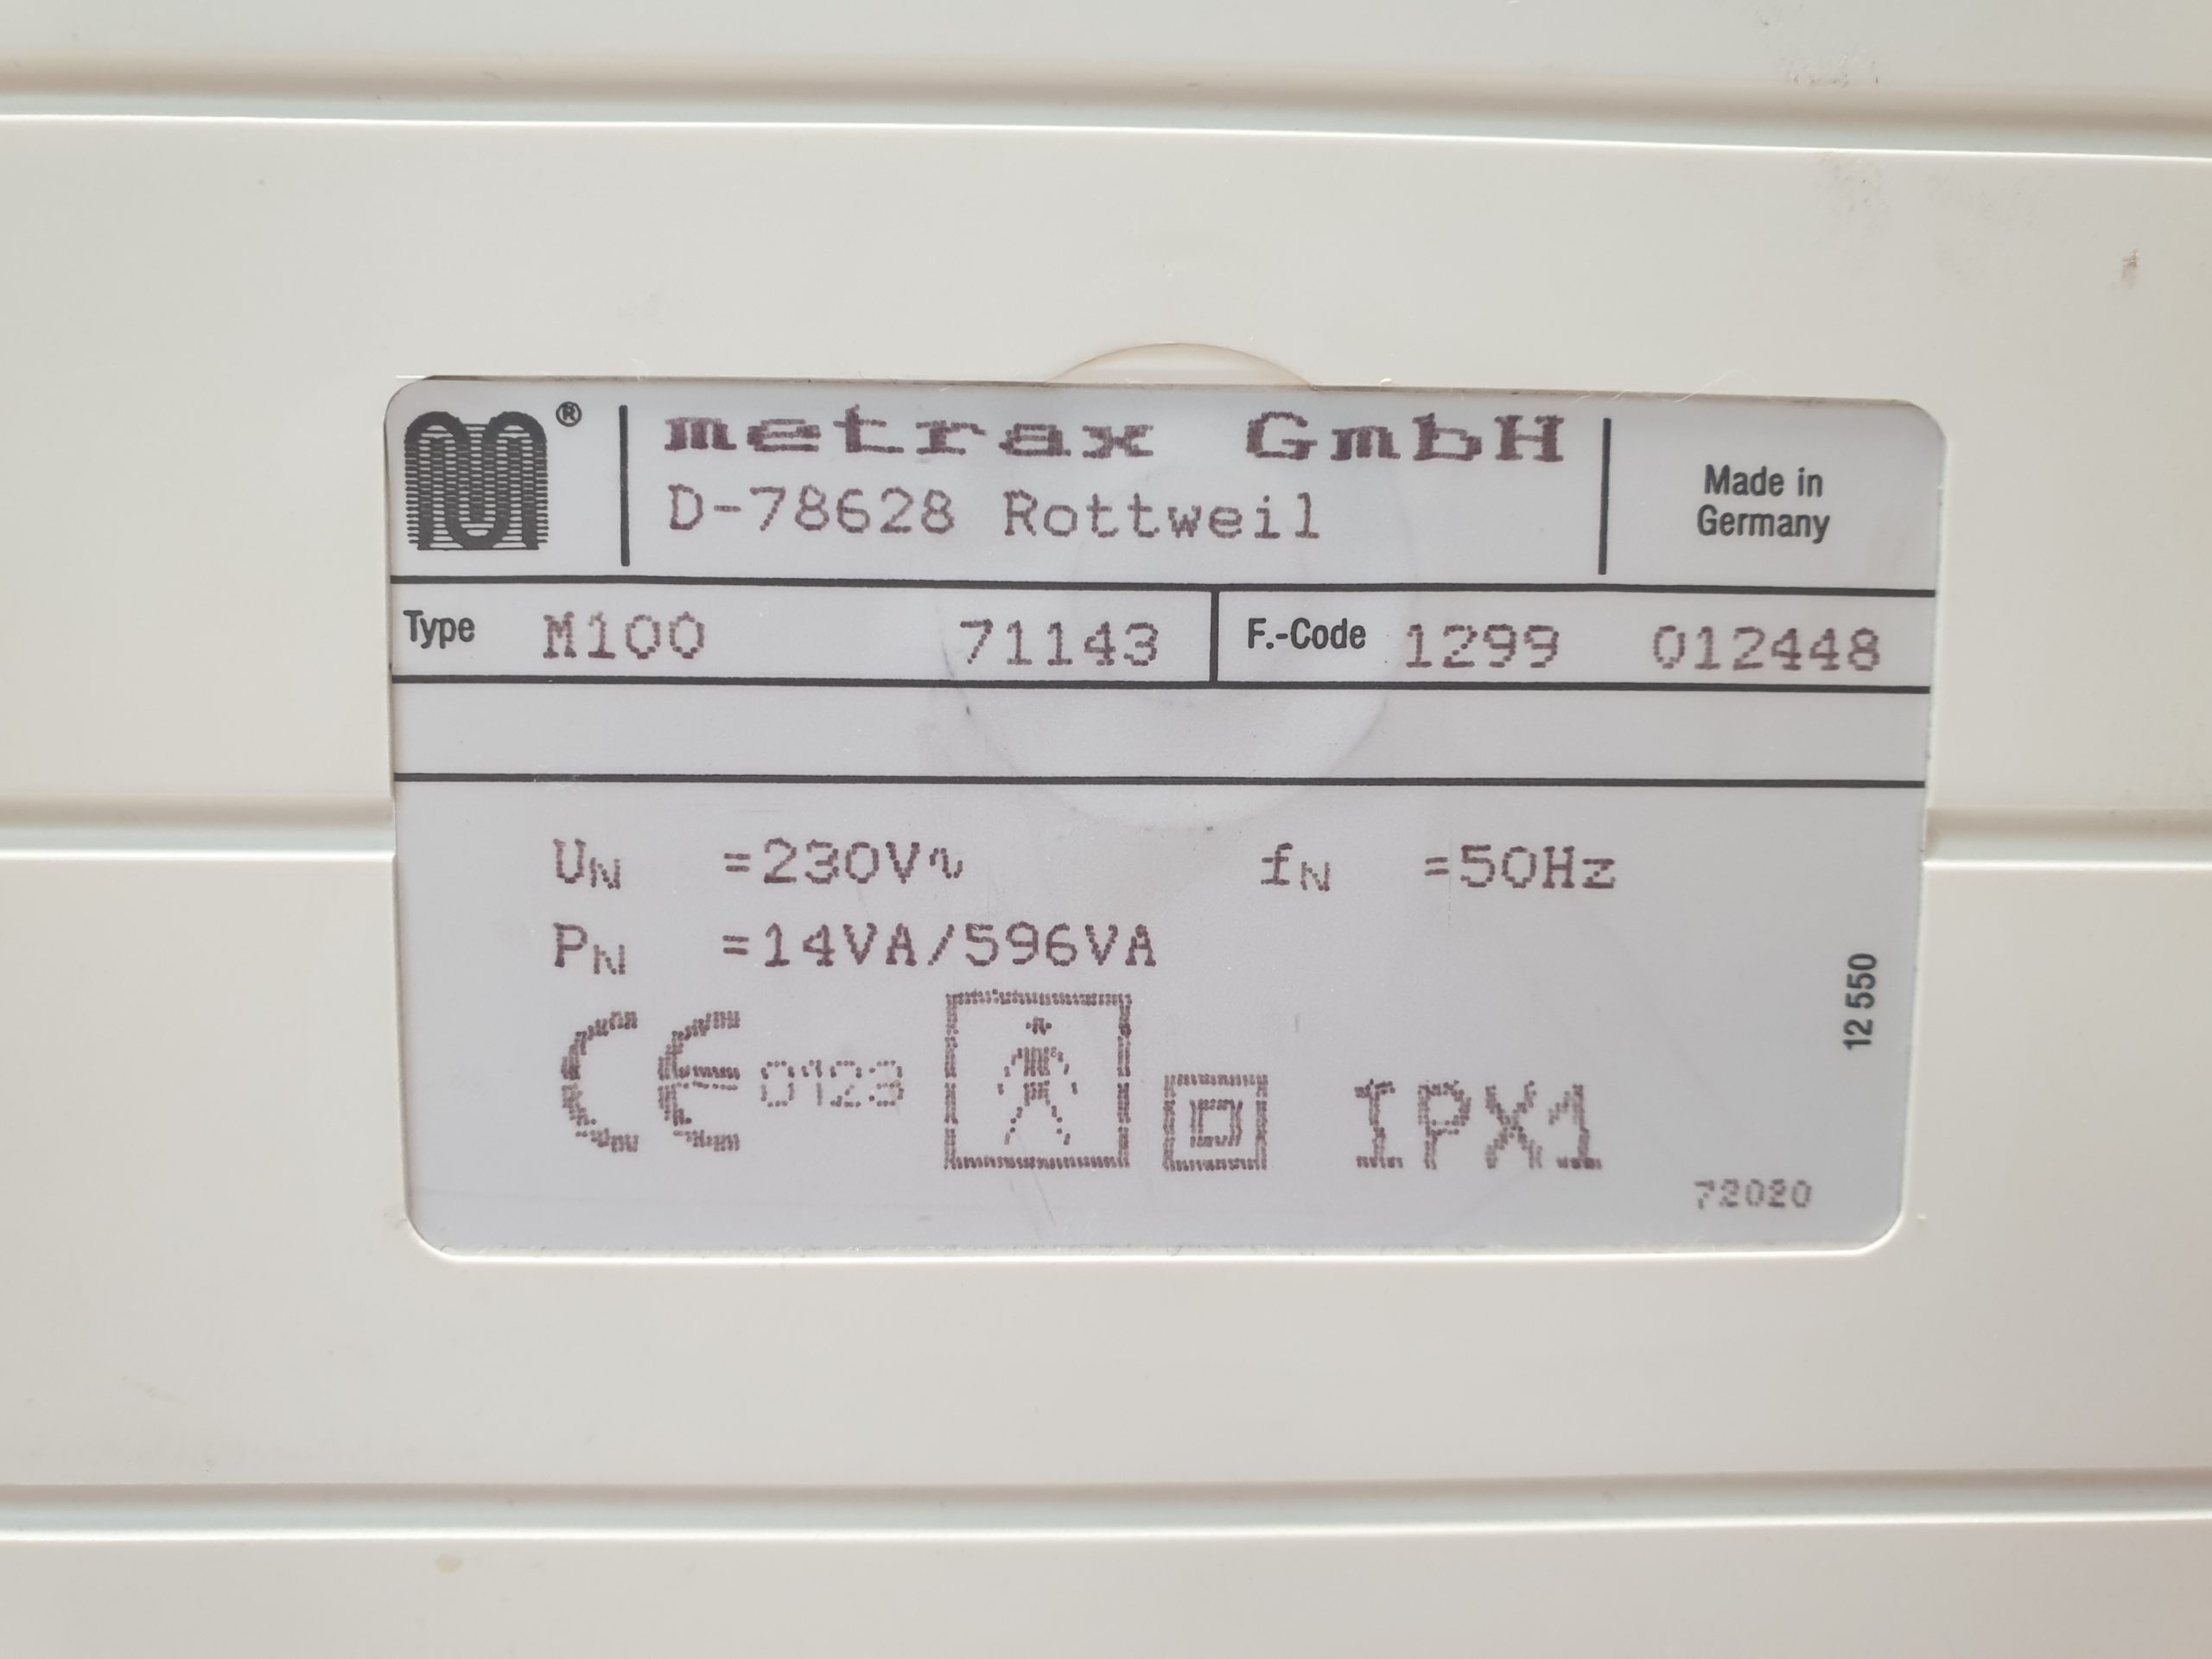 ®
metrax GmbH
D-78628 Rottweil
Made in
Germany
Type M100 71143 F.-Code 1299 012448
UN =230V∿ fN =50Hz
PN =14VA/596VA
12 550
CE 0123 IPX1
72020